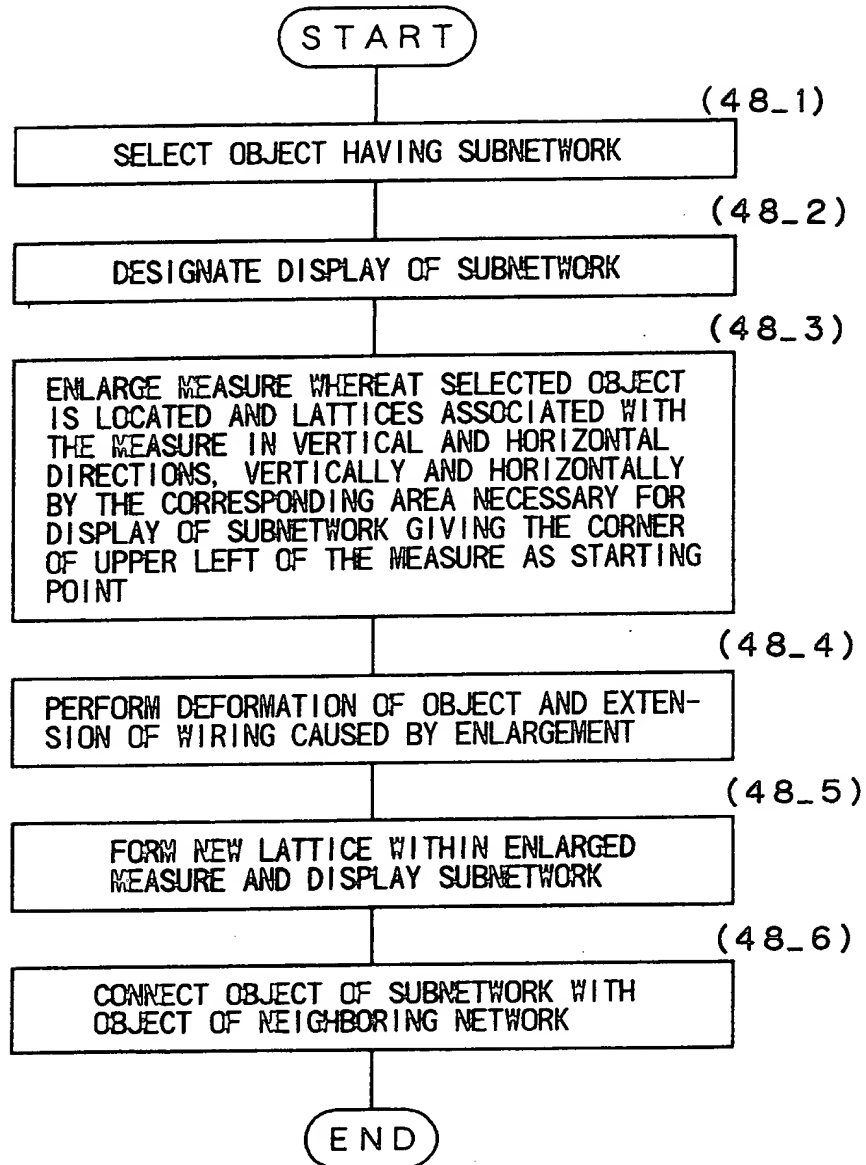 START
(48_1)
SELECT OBJECT HAVING SUBNETWORK
(48_2)
DESIGNATE DISPLAY OF SUBNETWORK
(48_3)
ENLARGE MEASURE WHEREAT SELECTED OBJECT
IS LOCATED AND LATTICES ASSOCIATED WITH
THE MEASURE IN VERTICAL AND HORIZONTAL
DIRECTIONS, VERTICALLY AND HORIZONTALLY
BY THE CORRESPONDING AREA NECESSARY FOR
DISPLAY OF SUBNETWORK GIVING THE CORNER
OF UPPER LEFT OF THE MEASURE AS STARTING
POINT
(48_4)
PERFORM DEFORMATION OF OBJECT AND EXTEN-
SION OF WIRING CAUSED BY ENLARGEMENT
(48_5)
FORM NEW LATTICE WITHIN ENLARGED
MEASURE AND DISPLAY SUBNETWORK
(48_6)
CONNECT OBJECT OF SUBNETWORK WITH
OBJECT OF NEIGHBORING NETWORK
END